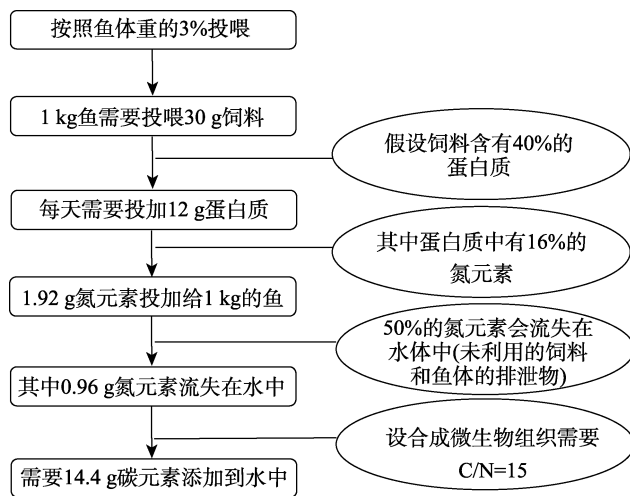 按照鱼体重的3%投喂
1 kg鱼需要投喂30 g饲料
假设饲料含有40%的
蛋白质
每天需要投加12 g蛋白质
其中蛋白质中有16%的
氮元素
1.92 g氮元素投加给1 kg的鱼
50%的氮元素会流失在
水体中(未利用的饲料
和鱼体的排泄物)
其中0.96 g氮元素流失在水中
设合成微生物组织需要
C/N=15
需要14.4 g碳元素添加到水中